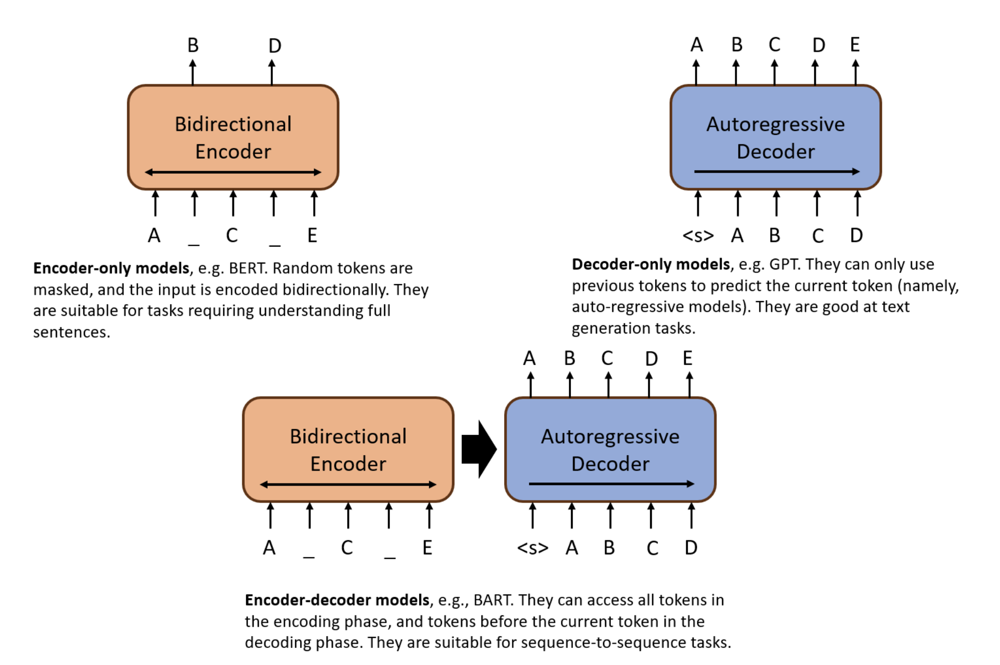 B D
Bidirectional
Encoder
A _ C _ E
Encoder-only models, e.g. BERT. Random tokens are
masked, and the input is encoded bidirectionally. They
are suitable for tasks requiring understanding full
sentences.
A B C D E
Autoregressive
Decoder
<s> A B C D
Decoder-only models, e.g. GPT. They can only use
previous tokens to predict the current token (namely,
auto-regressive models). They are good at text
generation tasks.
Bidirectional
Encoder
A _ C _ E
A B C D E
Autoregressive
Decoder
<s> A B C D
Encoder-decoder models, e.g., BART. They can access all tokens in
the encoding phase, and tokens before the current token in the
decoding phase. They are suitable for sequence-to-sequence tasks.